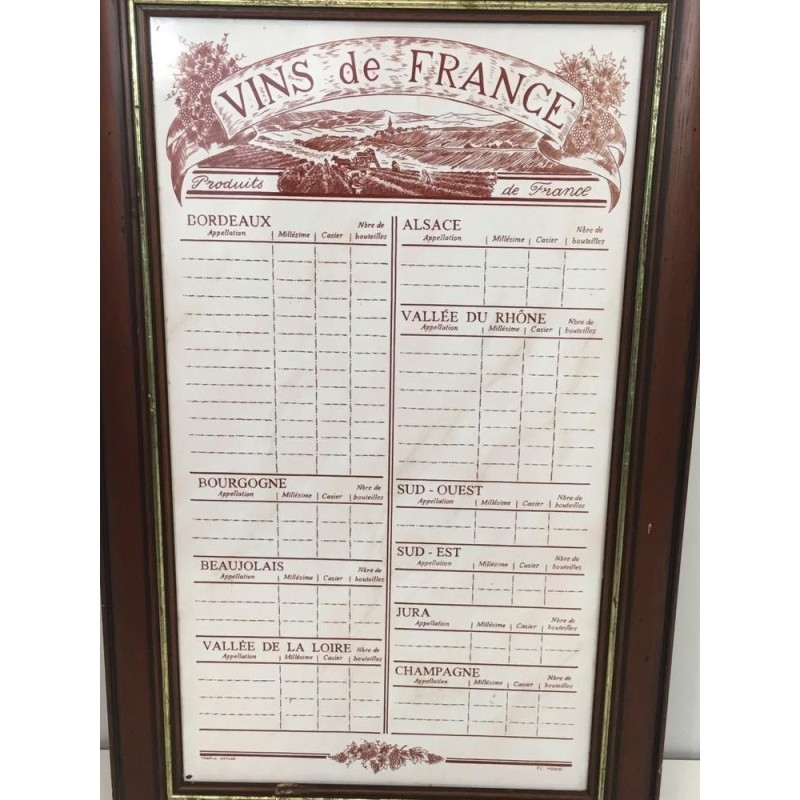 VINS de FRANCE
Produits de France
BORDEAUX
Appellation Millésime Casier Nbre de bouteilles
BOURGOGNE
Appellation Millésime Casier Nbre de bouteilles
BEAUJOLAIS
Appellation Millésime Casier Nbre de bouteilles
VALLÉE DE LA LOIRE
Appellation Millésime Casier Nbre de bouteilles
ALSACE
Appellation Millésime Casier Nbre de bouteilles
VALLÉE DU RHÔNE
Appellation Millésime Casier Nbre de bouteilles
SUD - OUEST
Appellation Millésime Casier Nbre de bouteilles
SUD - EST
Appellation Millésime Casier Nbre de bouteilles
JURA
Appellation Millésime Casier Nbre de bouteilles
CHAMPAGNE
Appellation Millésime Casier Nbre de bouteilles